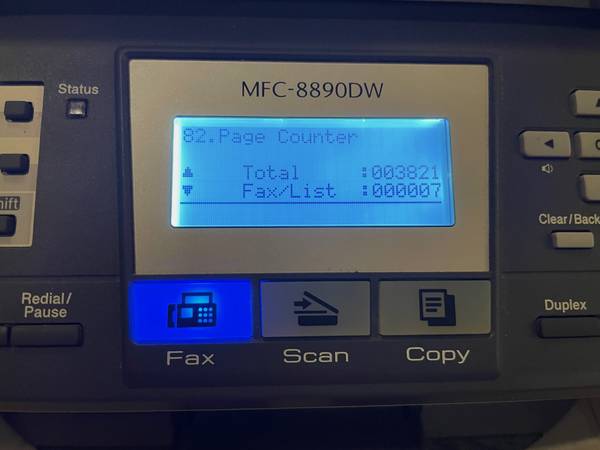 MFC-8890DW
Status
82.Page Counter
▲ Total :003821
▼ Fax/List :000007
Clear/Back
Redial/
Pause
Duplex
Fax
Scan
Copy